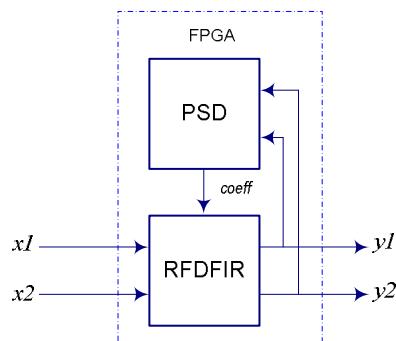 FPGA
PSD
coeff
x1
RFDFIR
y1
x2
y2